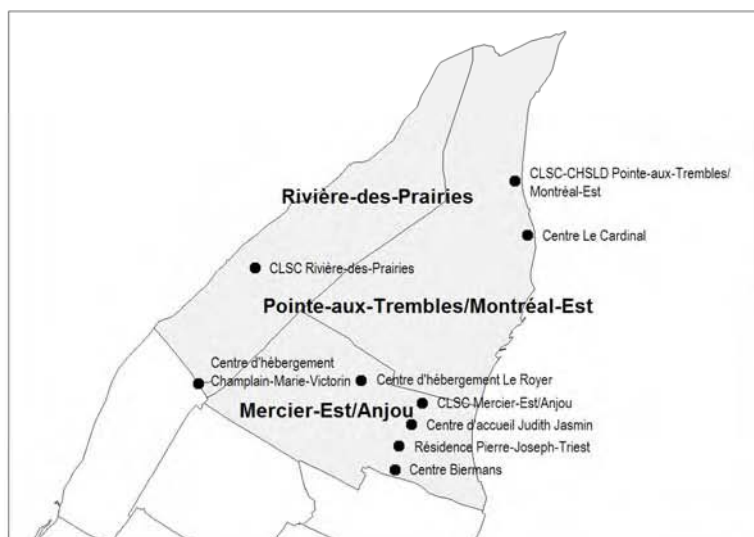 CLSC-CHSLD Pointe-aux-Trembles/
Montréal-Est
Rivière-des-Prairies
Centre Le Cardinal
CLSC Rivière-des-Prairies
Pointe-aux-Trembles/Montréal-Est
Centre d'hébergement
Champlain-Marie-Victorin
Centre d'hébergement Le Royer
Mercier-Est/Anjou
CLSC Mercier-Est/Anjou
Centre d'accueil Judith Jasmin
Résidence Pierre-Joseph-Triest
Centre Biermans